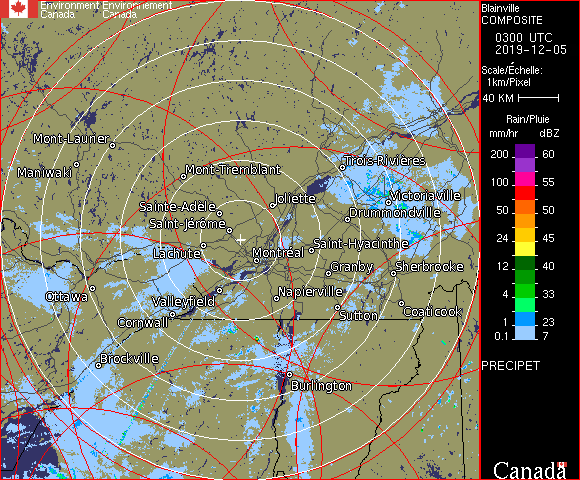 Environment Environnement
Canada Canada
Blainville
COMPOSITE
0300 UTC
2019-12-05
Scale/Échelle:
1km/Pixel
40 KM
Rain/Pluie
mm/hr dBZ
200 60
100 55
50 50
24 45
12 40
4 33
1 23
0.1 7
PRECIPET
Canada
Mont-Laurier
Maniwaki
Mont-Tremblant
Trois-Rivières
Joliette
Victoriaville
Sainte-Adèle
Drummondville
Saint-Jérôme
Saint-Hyacinthe
Lachute
Montréal
Granby
Sherbrooke
Ottawa
Valleyfield
Napierville
Coaticook
Cornwall
Sutton
Brockville
Burlington